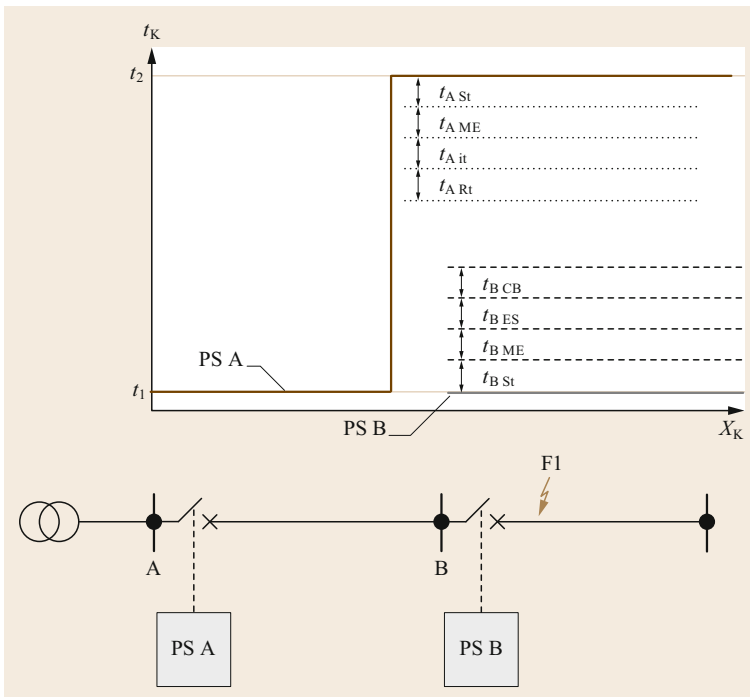 t_K
t_2
t_A St
t_A ME
t_A it
t_A Rt
t_B CB
t_B ES
t_B ME
t_B St
PS A
t_1
PS B
X_K
F1
A
B
PS A
PS B